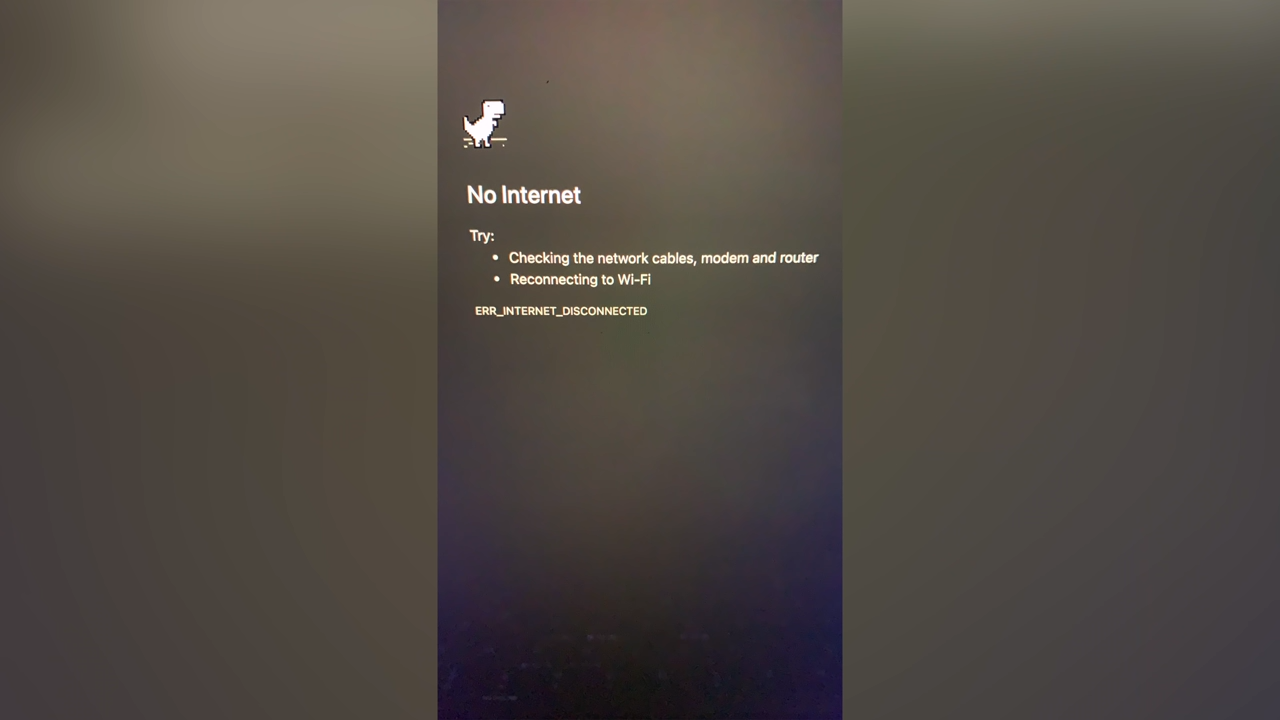 No Internet
Try:
• Checking the network cables, modem and router
• Reconnecting to Wi-Fi
ERR_INTERNET_DISCONNECTED